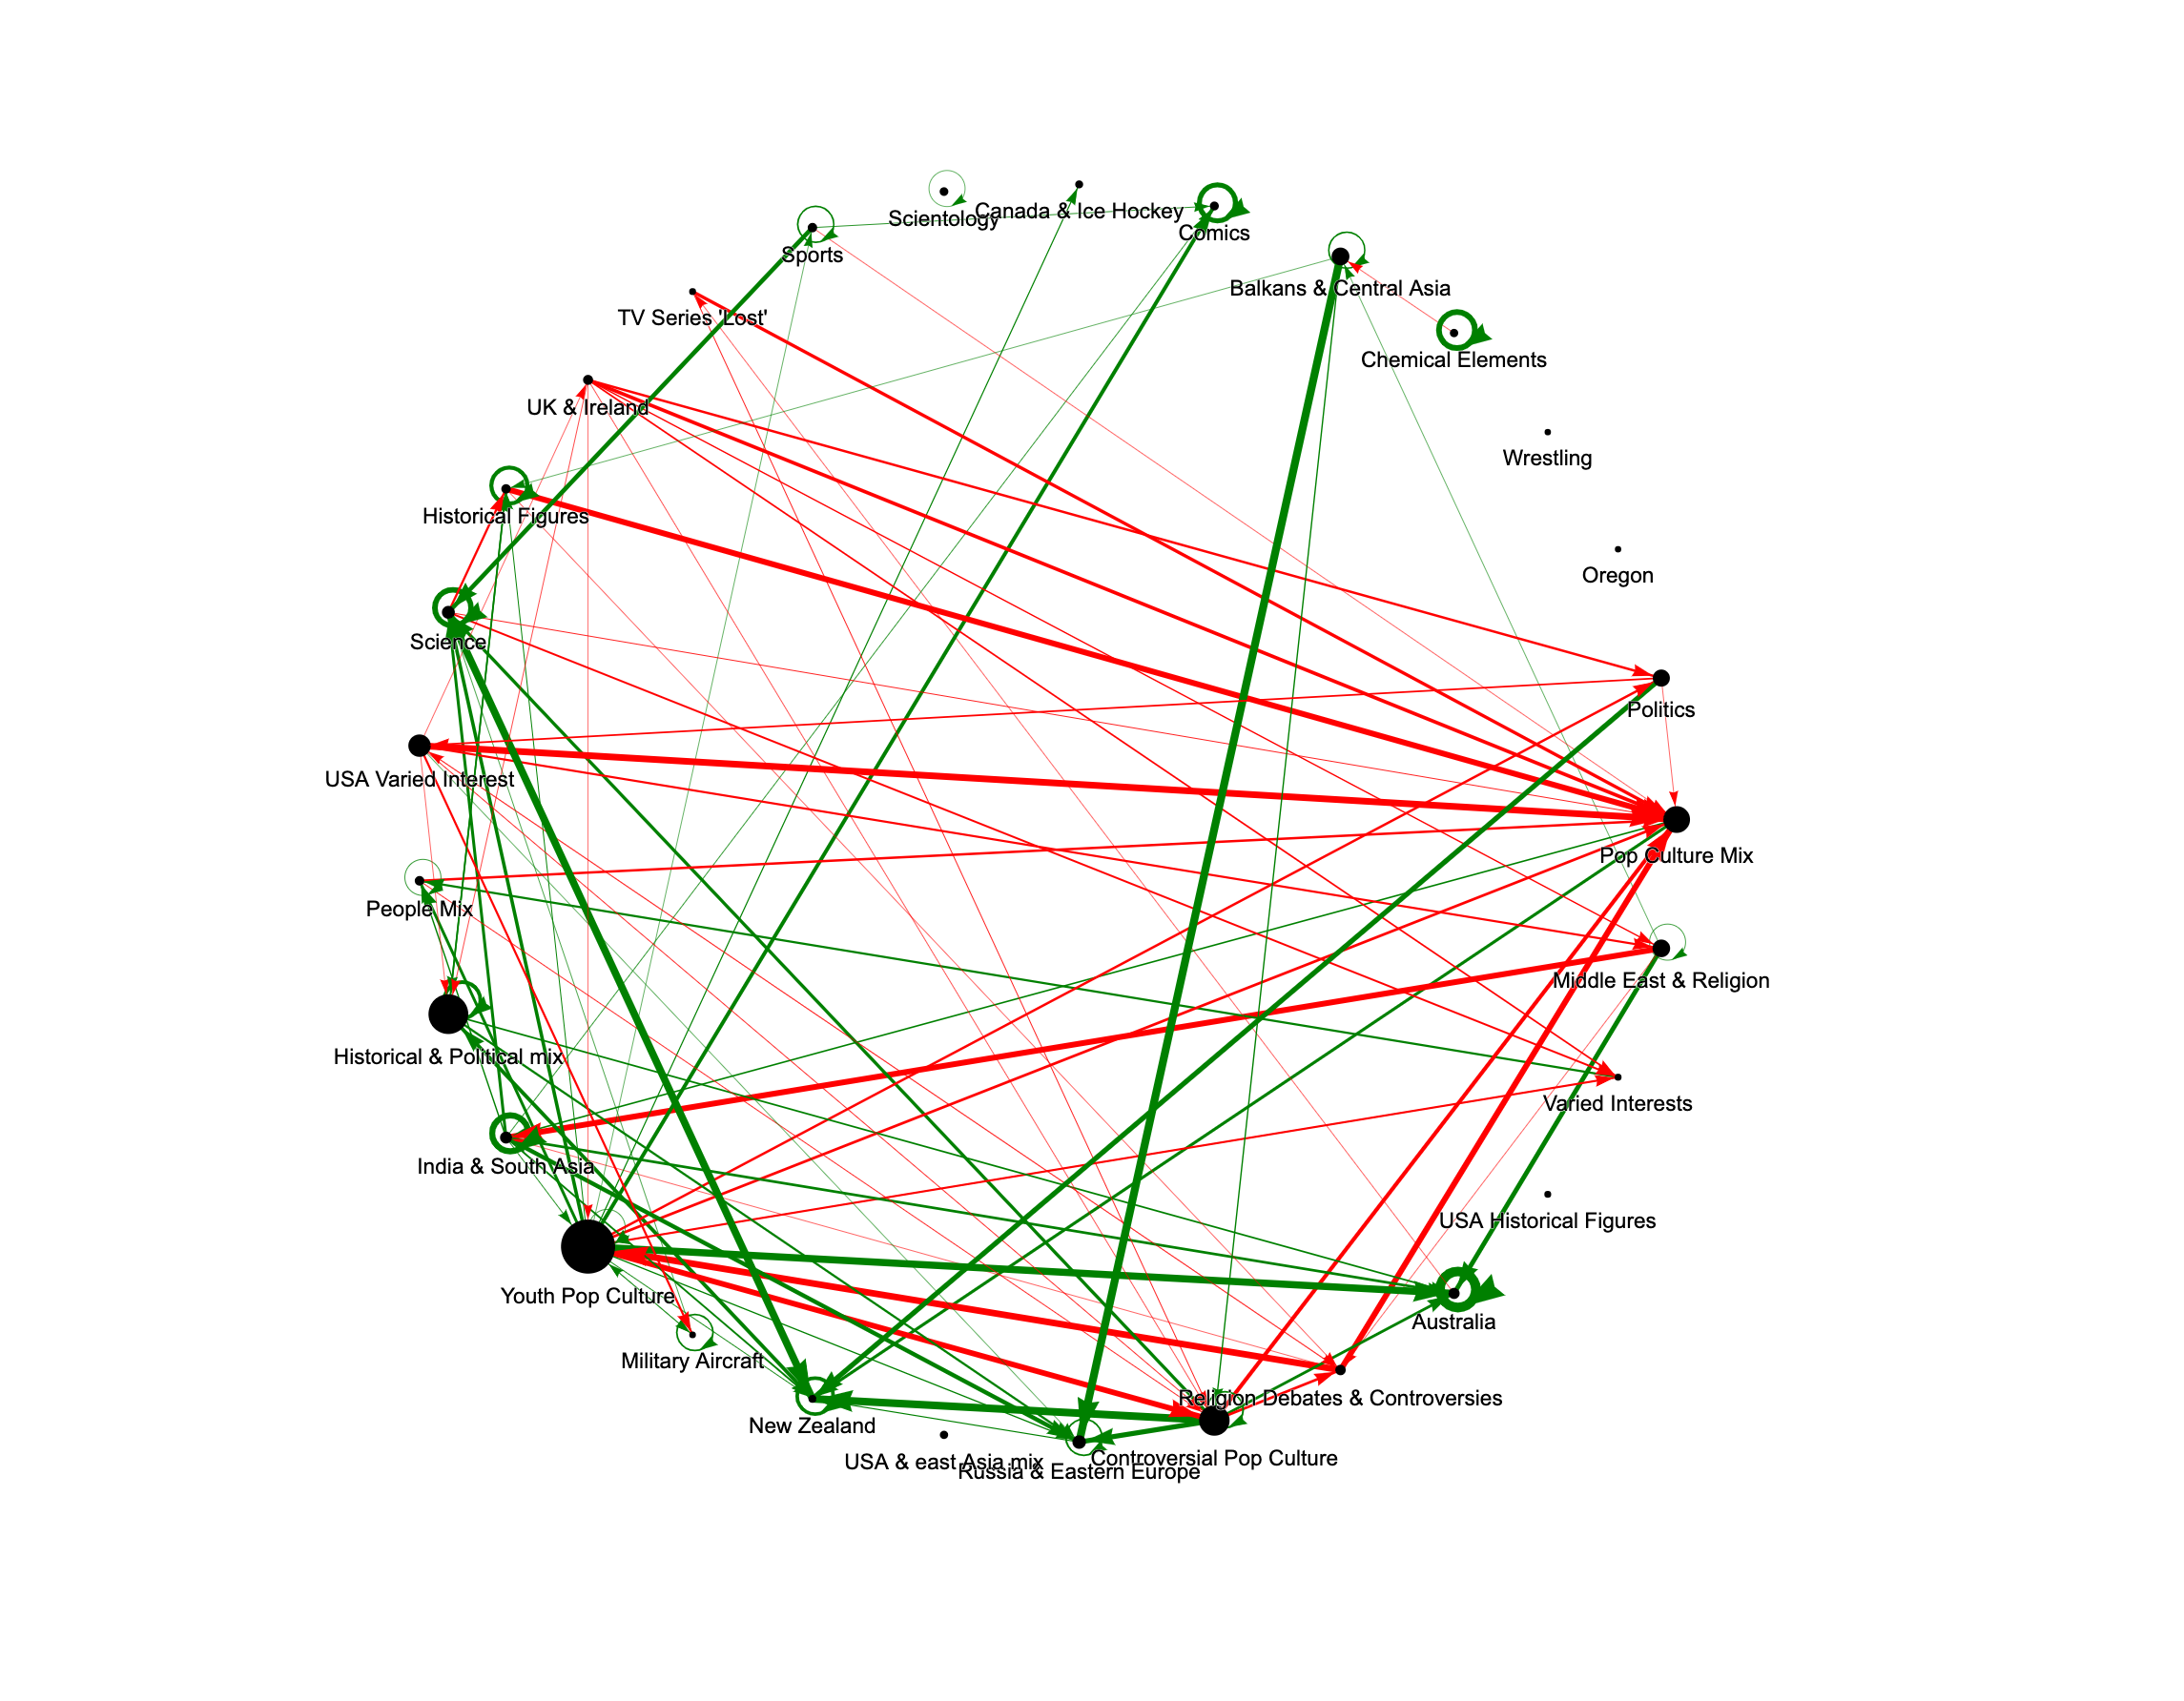 Scientology
Canada & Ice Hockey
Comics
Sports
Balkans & Central Asia
TV Series 'Lost'
Chemical Elements
UK & Ireland
Wrestling
Historical Figures
Oregon
Science
Politics
USA Varied Interest
Pop Culture Mix
People Mix
Middle East & Religion
Historical & Political mix
Varied Interests
India & South Asia
USA Historical Figures
Youth Pop Culture
Australia
Military Aircraft
Religion Debates & Controversies
New Zealand
Controversial Pop Culture
USA & east Asia mix
Russia & Eastern Europe